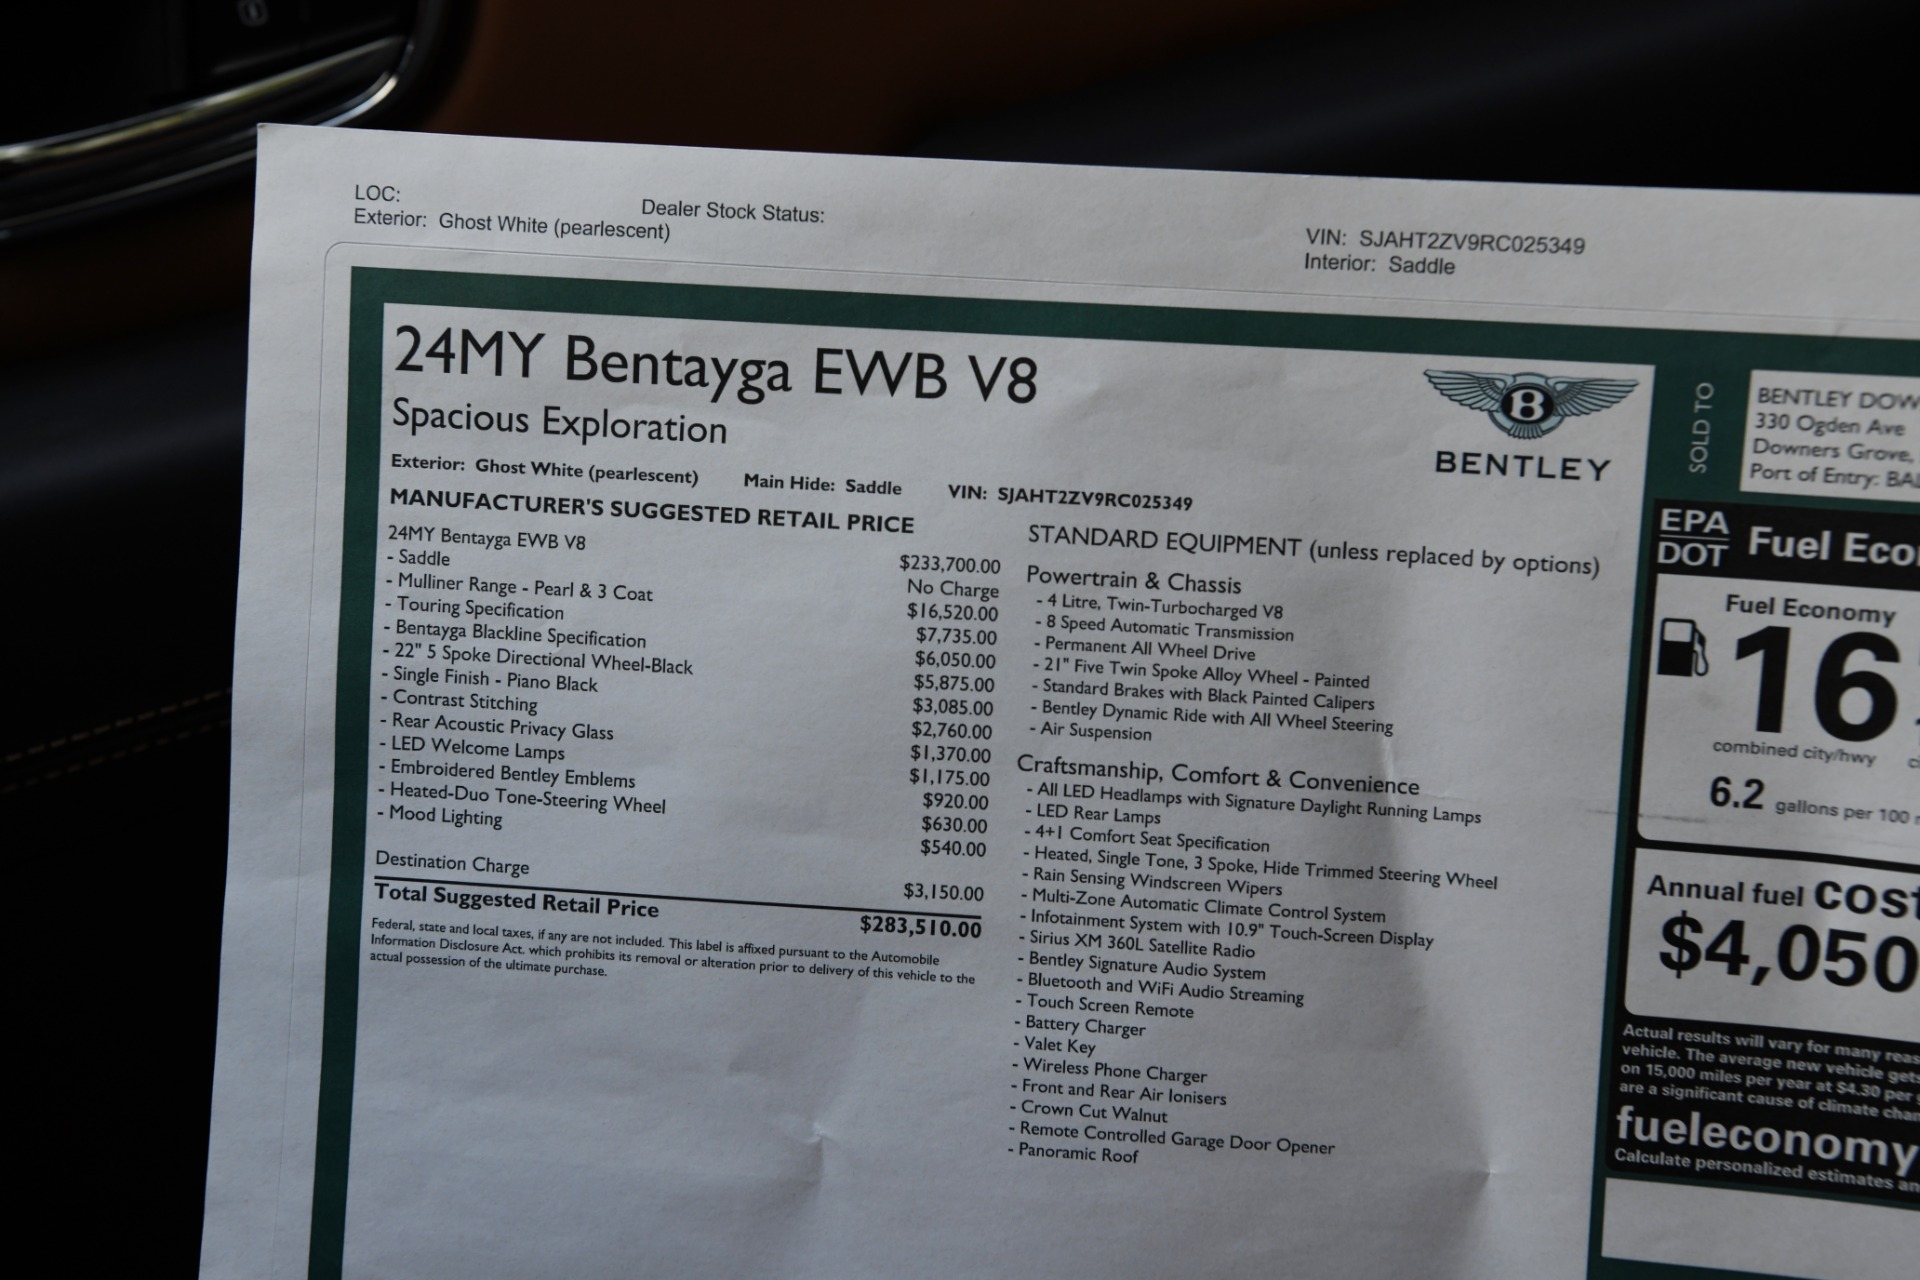 LOC:
Dealer Stock Status:
Exterior: Ghost White (pearlescent)
VIN: SJAHT2ZV9RC025349
Interior: Saddle
24MY Bentayga EWB V8
Spacious Exploration
B
BENTLEY
Exterior: Ghost White (pearlescent) Main Hide: Saddle VIN: SJAHT2ZV9RC025349
MANUFACTURER'S SUGGESTED RETAIL PRICE
24MY Bentayga EWB V8 $233,700.00
- Saddle No Charge
- Mulliner Range - Pearl & 3 Coat $16,520.00
- Touring Specification $7,735.00
- Bentayga Blackline Specification $6,050.00
- 22" 5 Spoke Directional Wheel-Black $5,875.00
- Single Finish - Piano Black $3,085.00
- Contrast Stitching $2,760.00
- Rear Acoustic Privacy Glass $1,370.00
- LED Welcome Lamps $1,175.00
- Embroidered Bentley Emblems $920.00
- Heated-Duo Tone-Steering Wheel $630.00
- Mood Lighting $540.00
Destination Charge $3,150.00
Total Suggested Retail Price $283,510.00
Federal, state and local taxes, if any are not included. This label is affixed pursuant to the Automobile
Information Disclosure Act. which prohibits its removal or alteration prior to delivery of this vehicle to the
actual possession of the ultimate purchase.
STANDARD EQUIPMENT (unless replaced by options)
Powertrain & Chassis
- 4 Litre, Twin-Turbocharged V8
- 8 Speed Automatic Transmission
- Permanent All Wheel Drive
- 21" Five Twin Spoke Alloy Wheel - Painted
- Standard Brakes with Black Painted Calipers
- Bentley Dynamic Ride with All Wheel Steering
- Air Suspension
Craftsmanship, Comfort & Convenience
- All LED Headlamps with Signature Daylight Running Lamps
- LED Rear Lamps
- 4+1 Comfort Seat Specification
- Heated, Single Tone, 3 Spoke, Hide Trimmed Steering Wheel
- Rain Sensing Windscreen Wipers
- Multi-Zone Automatic Climate Control System
- Infotainment System with 10.9" Touch-Screen Display
- Sirius XM 360L Satellite Radio
- Bentley Signature Audio System
- Bluetooth and WiFi Audio Streaming
- Touch Screen Remote
- Battery Charger
- Valet Key
- Wireless Phone Charger
- Front and Rear Air Ionisers
- Crown Cut Walnut
- Remote Controlled Garage Door Opener
- Panoramic Roof
SOLD TO
BENTLEY DOW
330 Ogden Ave
Downers Grove,
Port of Entry: BAL
EPA
DOT
Fuel Eco
Fuel Economy
16
combined city/hwy
6.2 gallons per 100
Annual fuel cost
$4,050
Actual results will vary for many reas
vehicle. The average new vehicle gets
on 15,000 miles per year at $4.30 per
are a significant cause of climate chan
fueleconomy
Calculate personalized estimates an